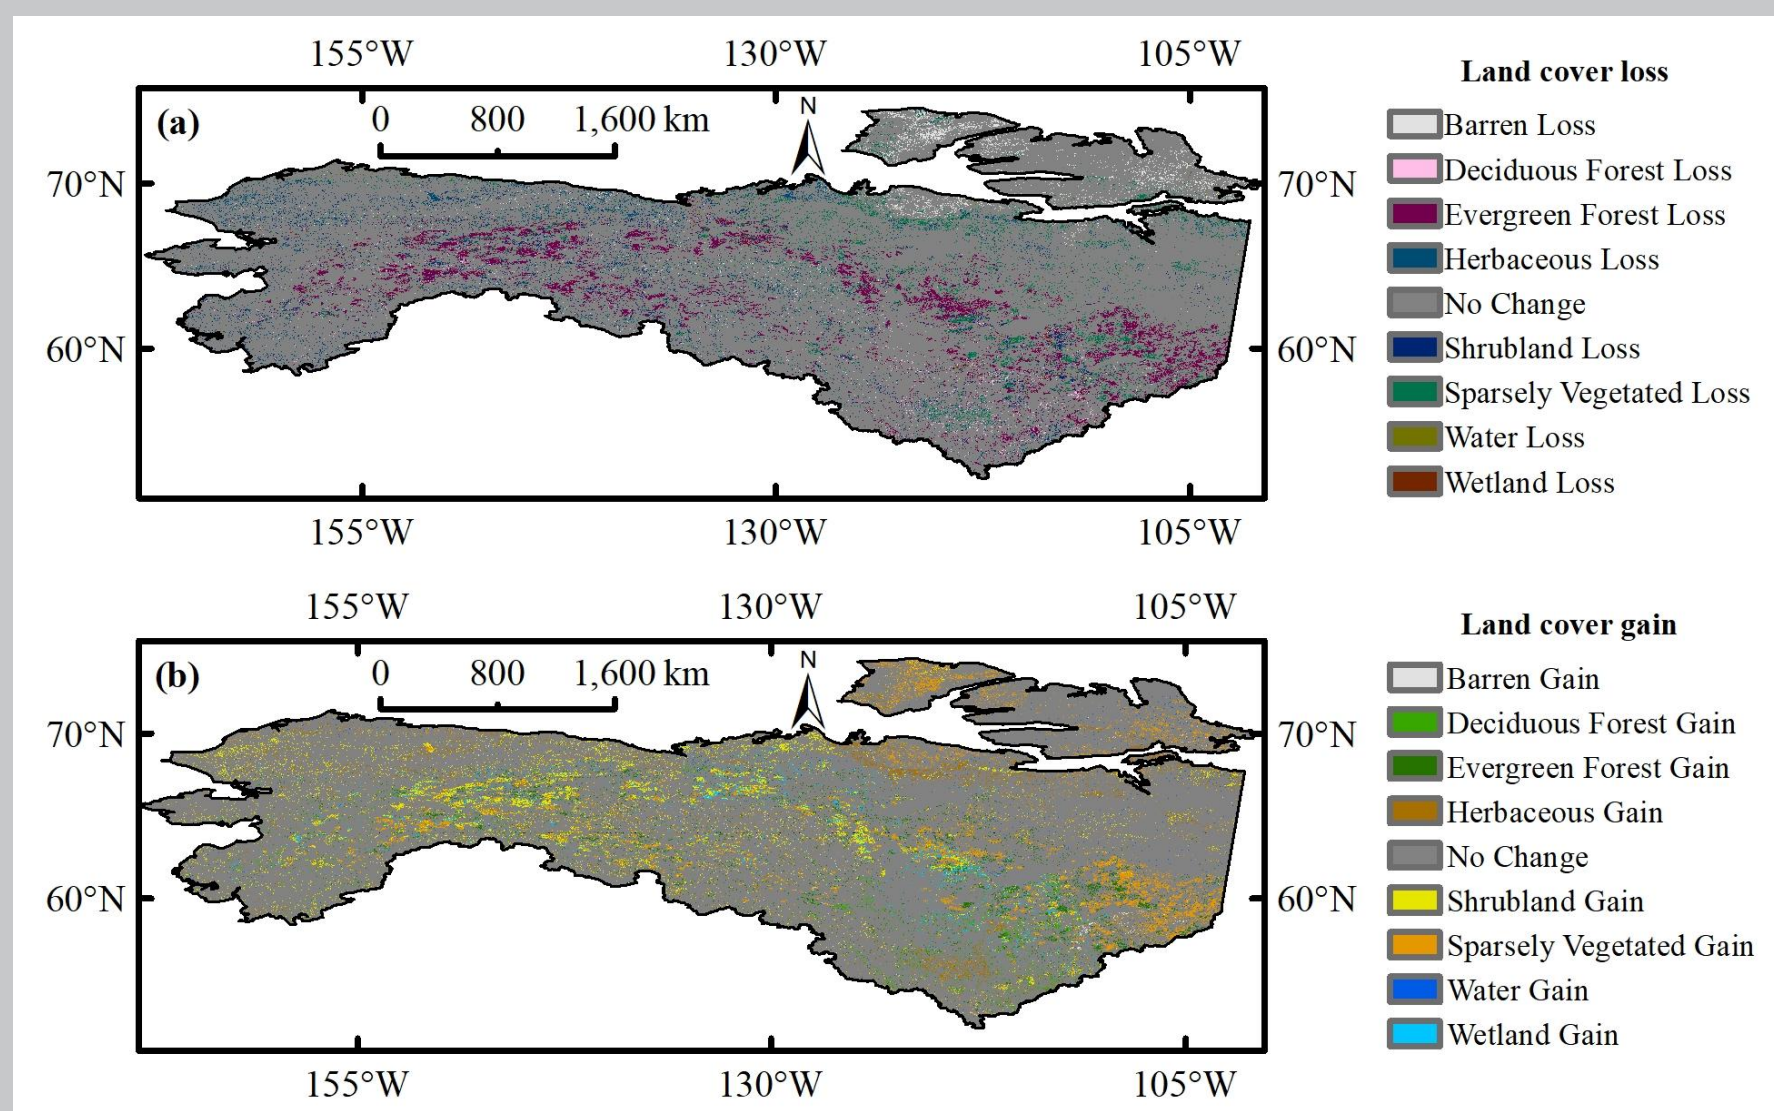 155°W 130°W 105°W
(a)
0 800 1,600 km
N
70°N 70°N
60°N 60°N
155°W 130°W 105°W
Land cover loss
Barren Loss
Deciduous Forest Loss
Evergreen Forest Loss
Herbaceous Loss
No Change
Shrubland Loss
Sparsely Vegetated Loss
Water Loss
Wetland Loss
155°W 130°W 105°W
(b)
0 800 1,600 km
N
70°N 70°N
60°N 60°N
155°W 130°W 105°W
Land cover gain
Barren Gain
Deciduous Forest Gain
Evergreen Forest Gain
Herbaceous Gain
No Change
Shrubland Gain
Sparsely Vegetated Gain
Water Gain
Wetland Gain